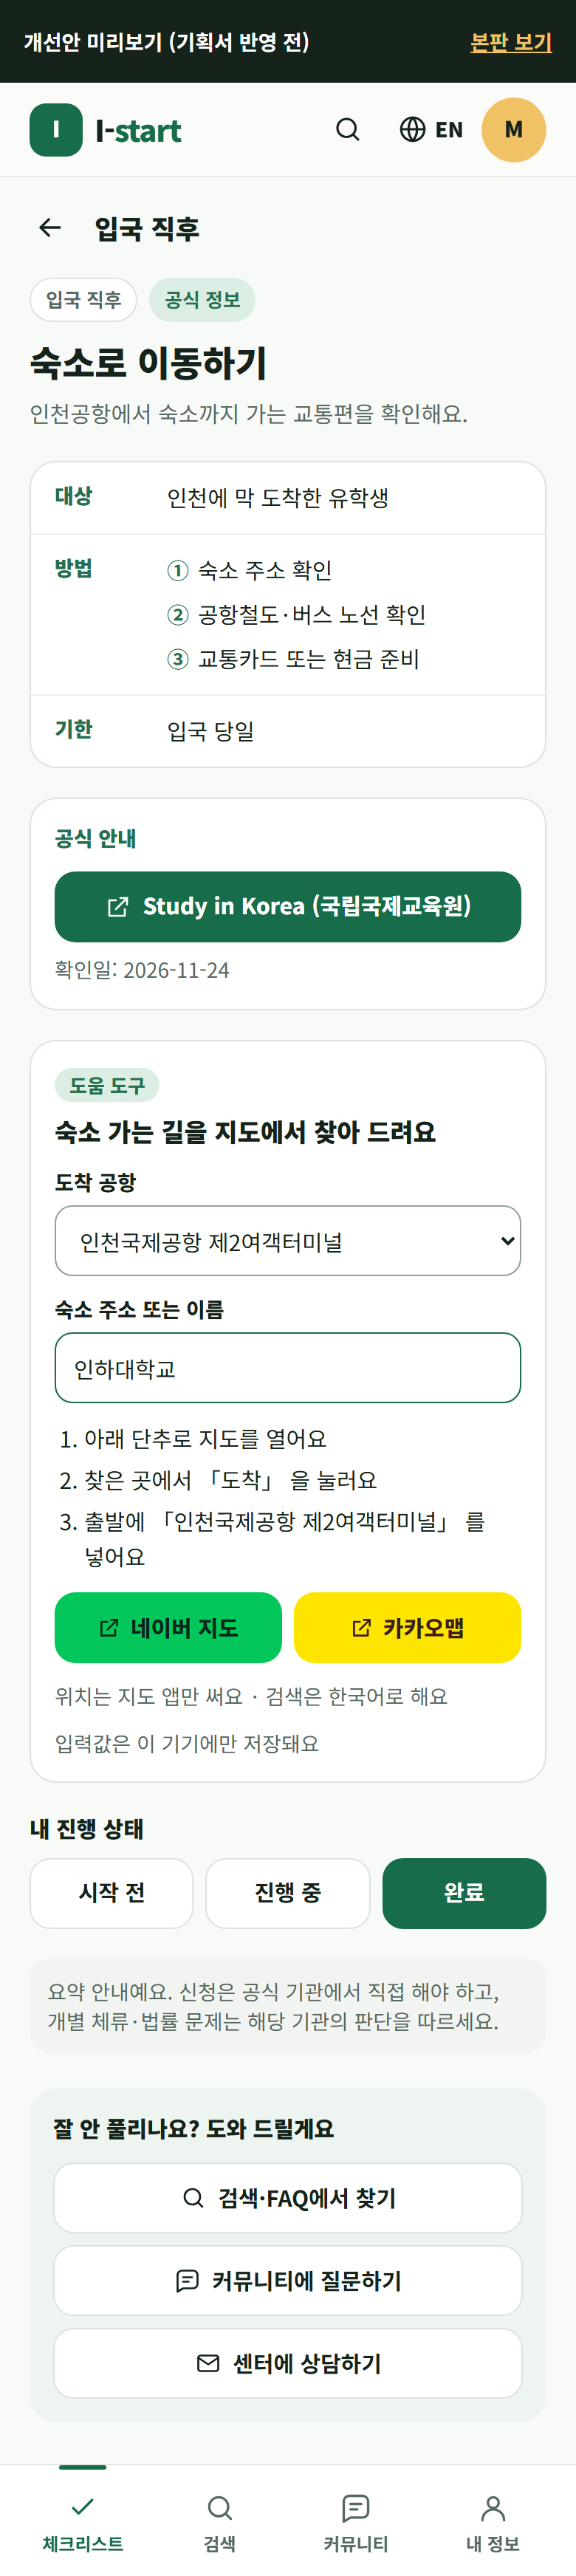 개선안 미리보기 (기획서 반영 전) 본판 보기
I I-start EN M
입국 직후
입국 직후 공식 정보
숙소로 이동하기
인천공항에서 숙소까지 가는 교통편을 확인해요.
대상 인천에 막 도착한 유학생
방법 ① 숙소 주소 확인
② 공항철도·버스 노선 확인
③ 교통카드 또는 현금 준비
기한 입국 당일
공식 안내
Study in Korea (국립국제교육원)
확인일: 2026-11-24
도움 도구
숙소 가는 길을 지도에서 찾아 드려요
도착 공항
인천국제공항 제2여객터미널
숙소 주소 또는 이름
인하대학교
1. 아래 단추로 지도를 열어요
2. 찾은 곳에서 「도착」 을 눌러요
3. 출발에 「인천국제공항 제2여객터미널」 를
넣어요
네이버 지도 카카오맵
위치는 지도 앱만 써요 · 검색은 한국어로 해요
입력값은 이 기기에만 저장돼요
내 진행 상태
시작 전 진행 중 완료
요약 안내예요. 신청은 공식 기관에서 직접 해야 하고,
개별 체류·법률 문제는 해당 기관의 판단을 따르세요.
잘 안 풀리나요? 도와 드릴게요
검색·FAQ에서 찾기
커뮤니티에 질문하기
센터에 상담하기
체크리스트 검색 커뮤니티 내 정보